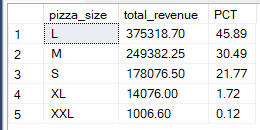 pizza_size total_revenue PCT
1 L 375318.70 45.89
2 M 249382.25 30.49
3 S 178076.50 21.77
4 XL 14076.00 1.72
5 XXL 1006.60 0.12